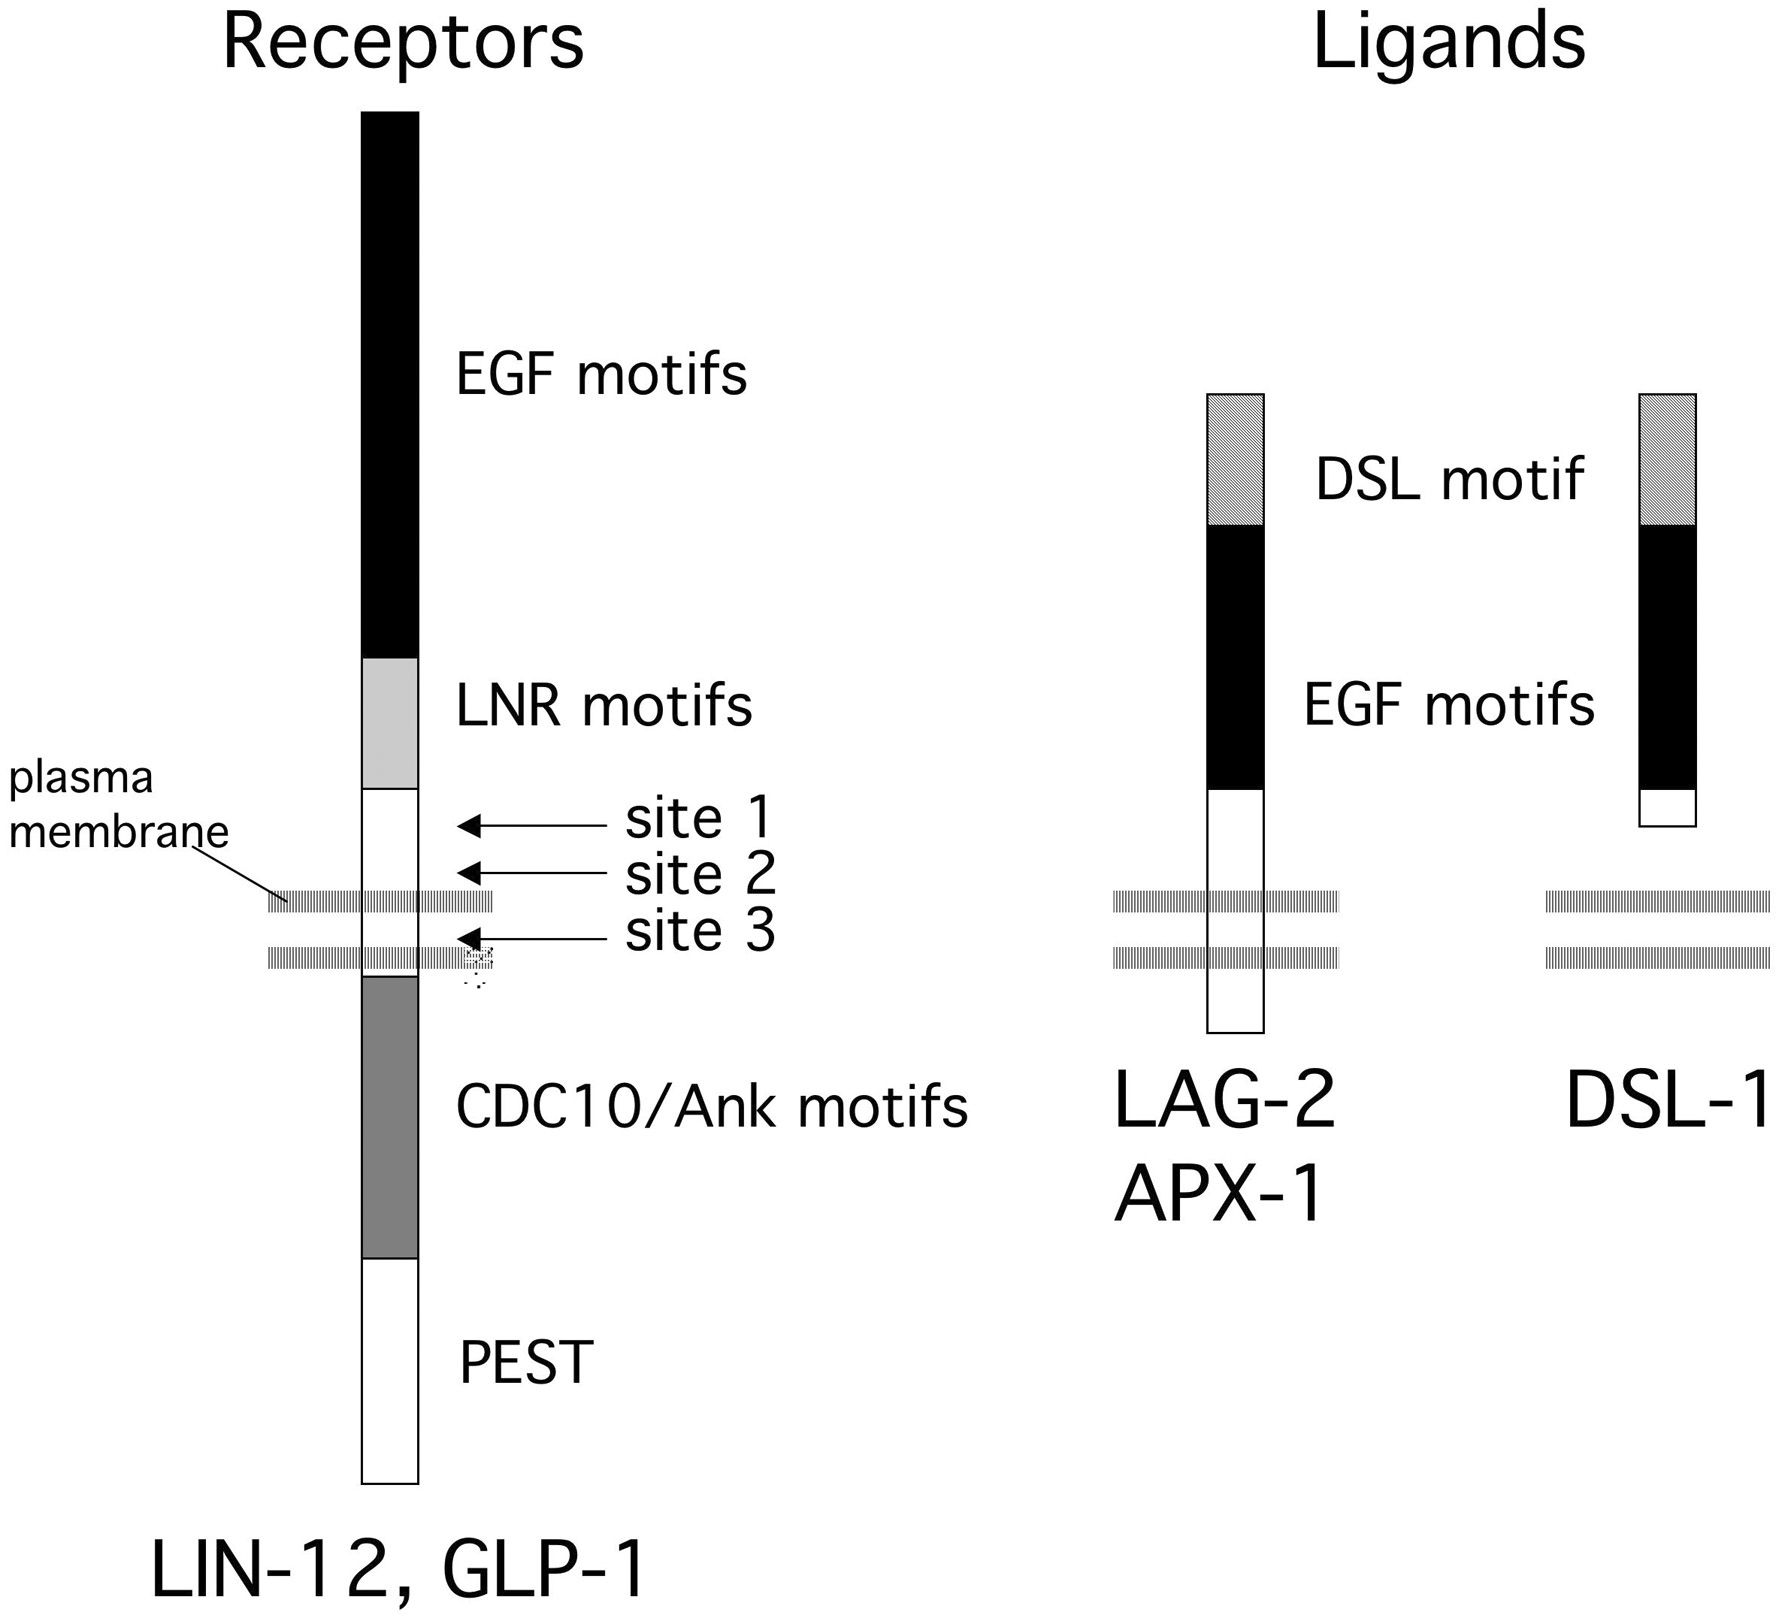 Receptors
Ligands
EGF motifs
DSL motif
LNR motifs
EGF motifs
plasma
membrane
site 1
site 2
site 3
CDC10/Ank motifs
LAG-2
APX-1
DSL-1
PEST
LIN-12, GLP-1